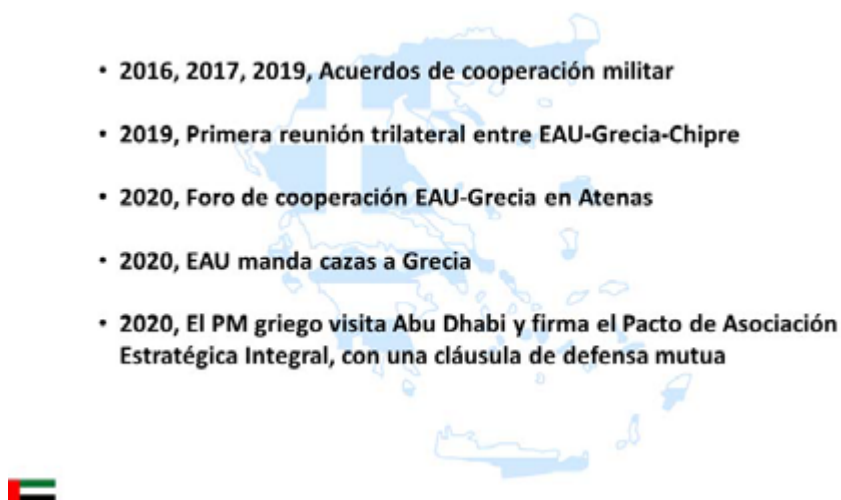 • 2016, 2017, 2019, Acuerdos de cooperación militar
• 2019, Primera reunión trilateral entre EAU-Grecia-Chipre
• 2020, Foro de cooperación EAU-Grecia en Atenas
• 2020, EAU manda cazas a Grecia
• 2020, El PM griego visita Abu Dhabi y firma el Pacto de Asociación
Estratégica Integral, con una cláusula de defensa mutua